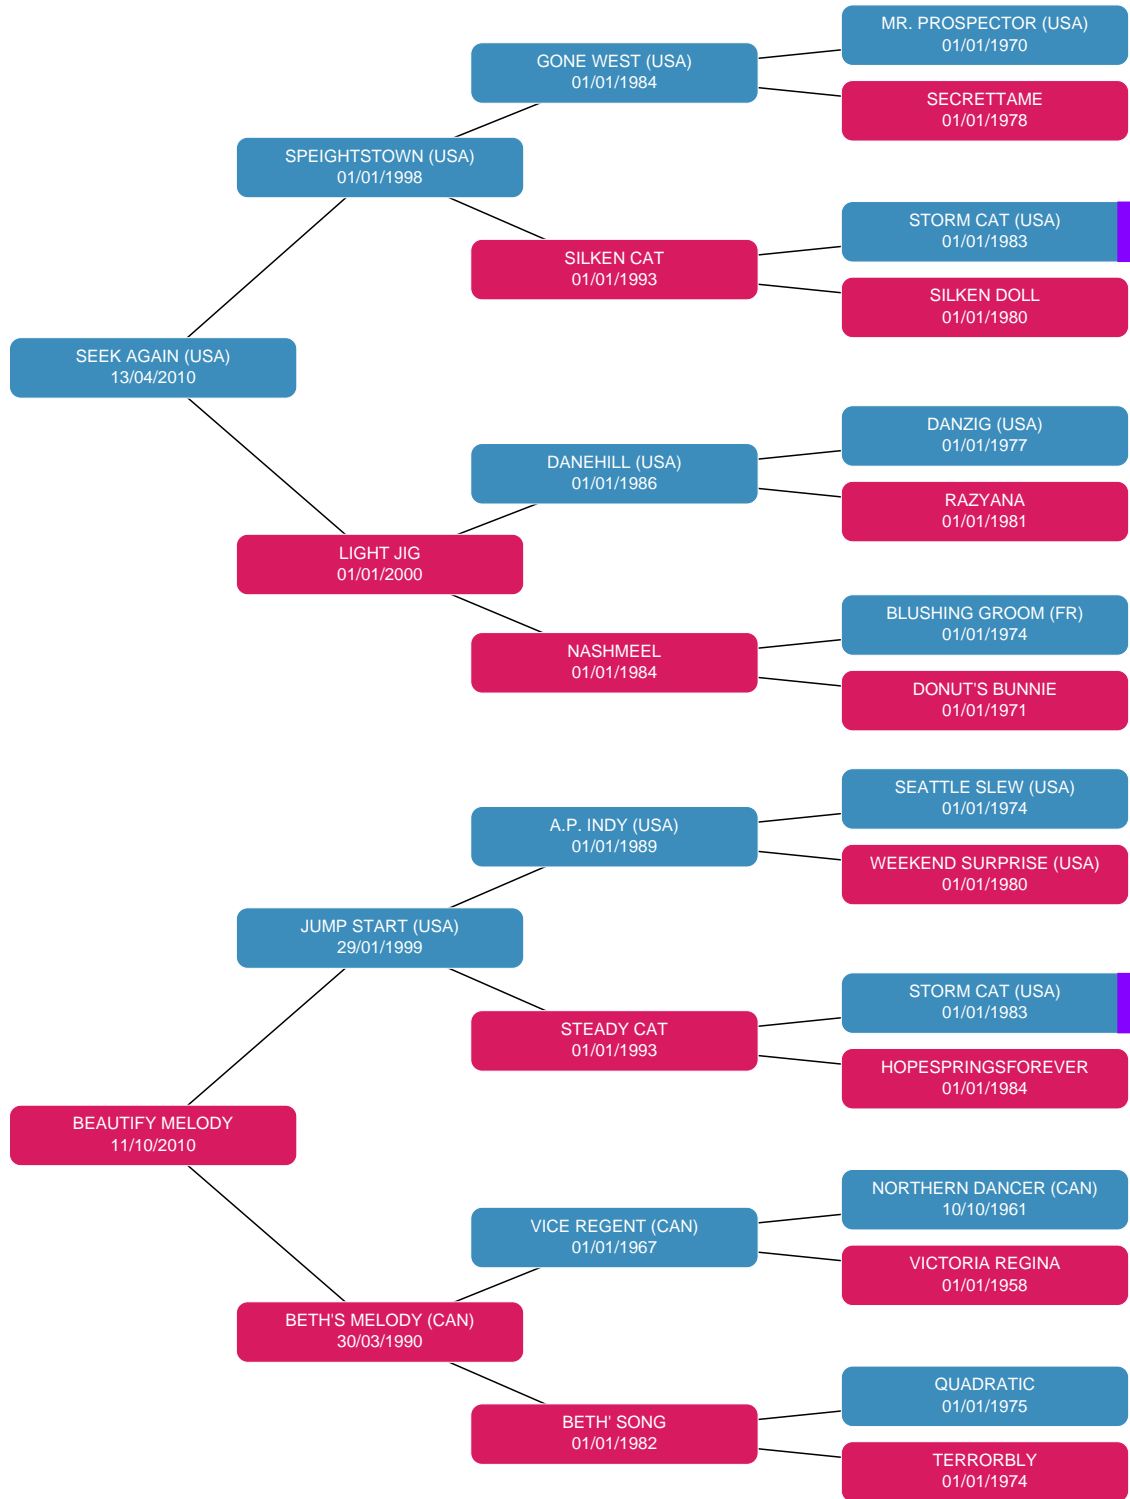 MR. PROSPECTOR (USA)
01/01/1970
GONE WEST (USA)
01/01/1984
SECRETTAME
01/01/1978
SPEIGHTSTOWN (USA)
01/01/1998
STORM CAT (USA)
01/01/1983
SILKEN CAT
01/01/1993
SILKEN DOLL
01/01/1980
SEEK AGAIN (USA)
13/04/2010
DANZIG (USA)
01/01/1977
DANEHILL (USA)
01/01/1986
RAZYANA
01/01/1981
LIGHT JIG
01/01/2000
BLUSHING GROOM (FR)
01/01/1974
NASHMEEL
01/01/1984
DONUT'S BUNNIE
01/01/1971
SEATTLE SLEW (USA)
01/01/1974
A.P. INDY (USA)
01/01/1989
WEEKEND SURPRISE (USA)
01/01/1980
JUMP START (USA)
29/01/1999
STORM CAT (USA)
01/01/1983
STEADY CAT
01/01/1993
HOPESPRINGSFOREVER
01/01/1984
BEAUTIFY MELODY
11/10/2010
NORTHERN DANCER (CAN)
10/10/1961
VICE REGENT (CAN)
01/01/1967
VICTORIA REGINA
01/01/1958
BETH'S MELODY (CAN)
30/03/1990
QUADRATIC
01/01/1975
BETH' SONG
01/01/1982
TERRORBLY
01/01/1974